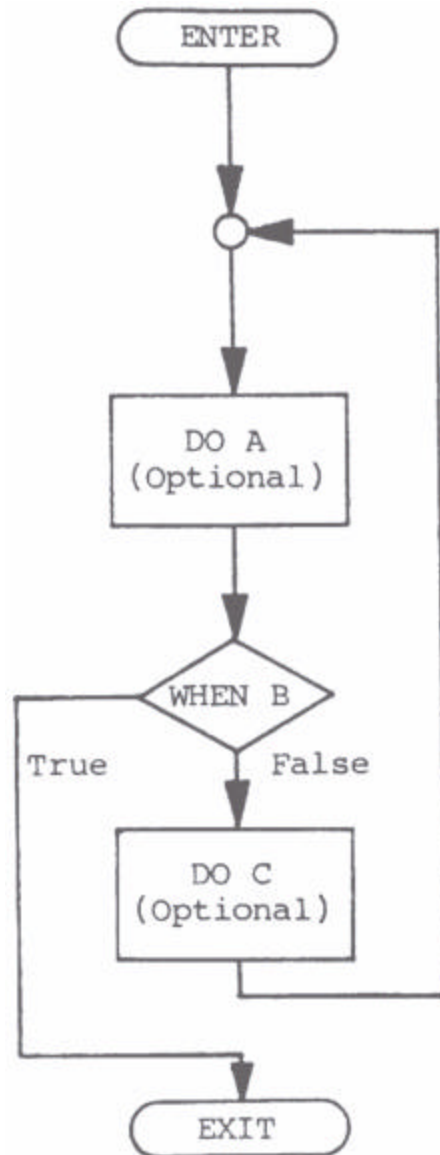 ENTER
DO A
(Optional)
WHEN B
True
False
DO C
(Optional)
EXIT